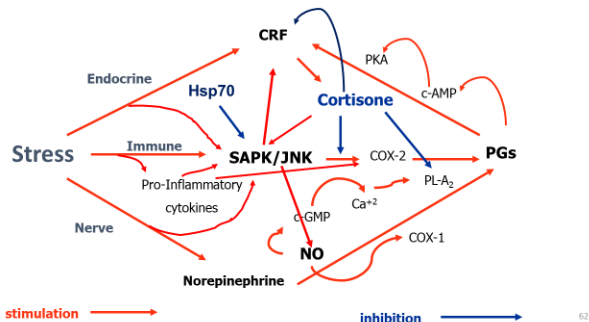 CRF
PKA
Endocrine
Hsp70
c-AMP
Cortisone
Stress
Immune
SAPK/JNK
COX-2
PGs
Pro-Inflammatory
cytokines
PL-A₂
Ca⁺²
c-GMP
Nerve
COX-1
NO
Norepinephrine
stimulation
inhibition
62